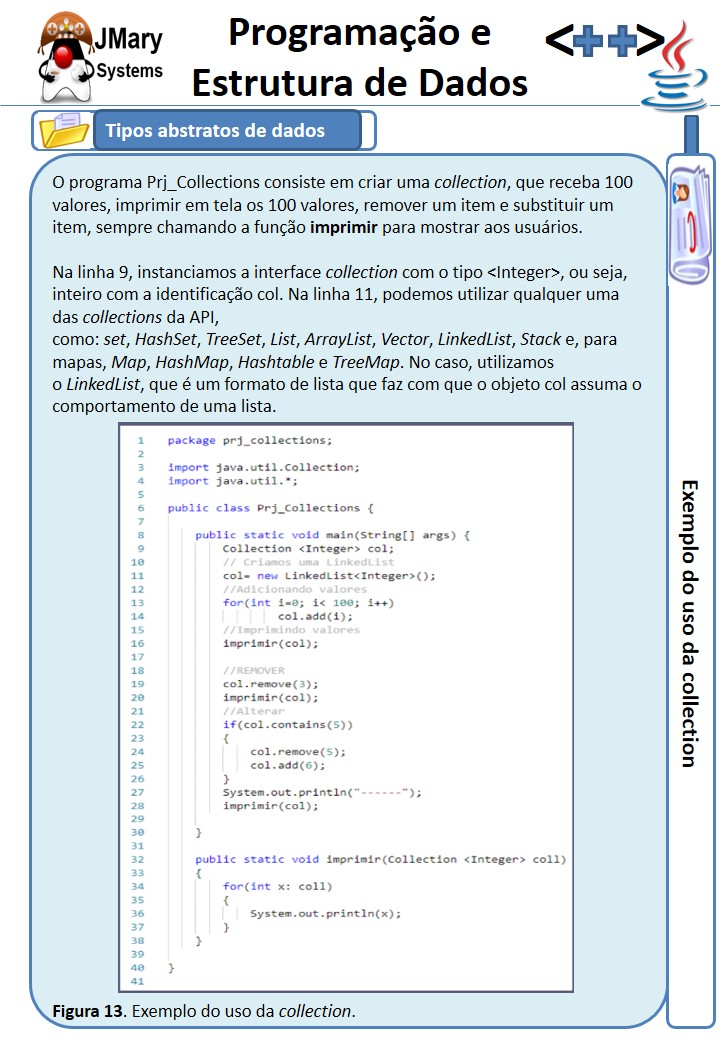 JMary
Systems
Programação e
Estrutura de Dados
<++>
Tipos abstratos de dados
O programa Prj_Collections consiste em criar uma collection, que receba 100
valores, imprimir em tela os 100 valores, remover um item e substituir um
item, sempre chamando a função imprimir para mostrar aos usuários.
Na linha 9, instanciamos a interface collection com o tipo <Integer>, ou seja,
inteiro com a identificação col. Na linha 11, podemos utilizar qualquer uma
das collections da API,
como: set, HashSet, TreeSet, List, ArrayList, Vector, LinkedList, Stack e, para
mapas, Map, HashMap, Hashtable e TreeMap. No caso, utilizamos
o LinkedList, que é um formato de lista que faz com que o objeto col assuma o
comportamento de uma lista.
1 package prj_collections;
2
3 import java.util.Collection;
4 import java.util.*;
5
6 public class Prj_Collections {
7
8 public static void main(String[] args) {
9 Collection <Integer> col;
10 // Criamos uma LinkedList
11 col= new LinkedList<Integer>();
12 //Adicionando valores
13 for(int i=0; i< 100; i++)
14 col.add(i);
15 //Imprimindo valores
16 imprimir(col);
17
18 //REMOVER
19 col.remove(3);
20 imprimir(col);
21 //Alterar
22 if(col.contains(5))
23 {
24 col.remove(5);
25 col.add(6);
26 }
27 System.out.println("------");
28 imprimir(col);
29
30 }
31
32 public static void imprimir(Collection <Integer> coll)
33 {
34 for(int x: coll)
35 {
36 System.out.println(x);
37 }
38 }
39
40 }
41
Figura 13. Exemplo do uso da collection.
Exemplo do uso da collection